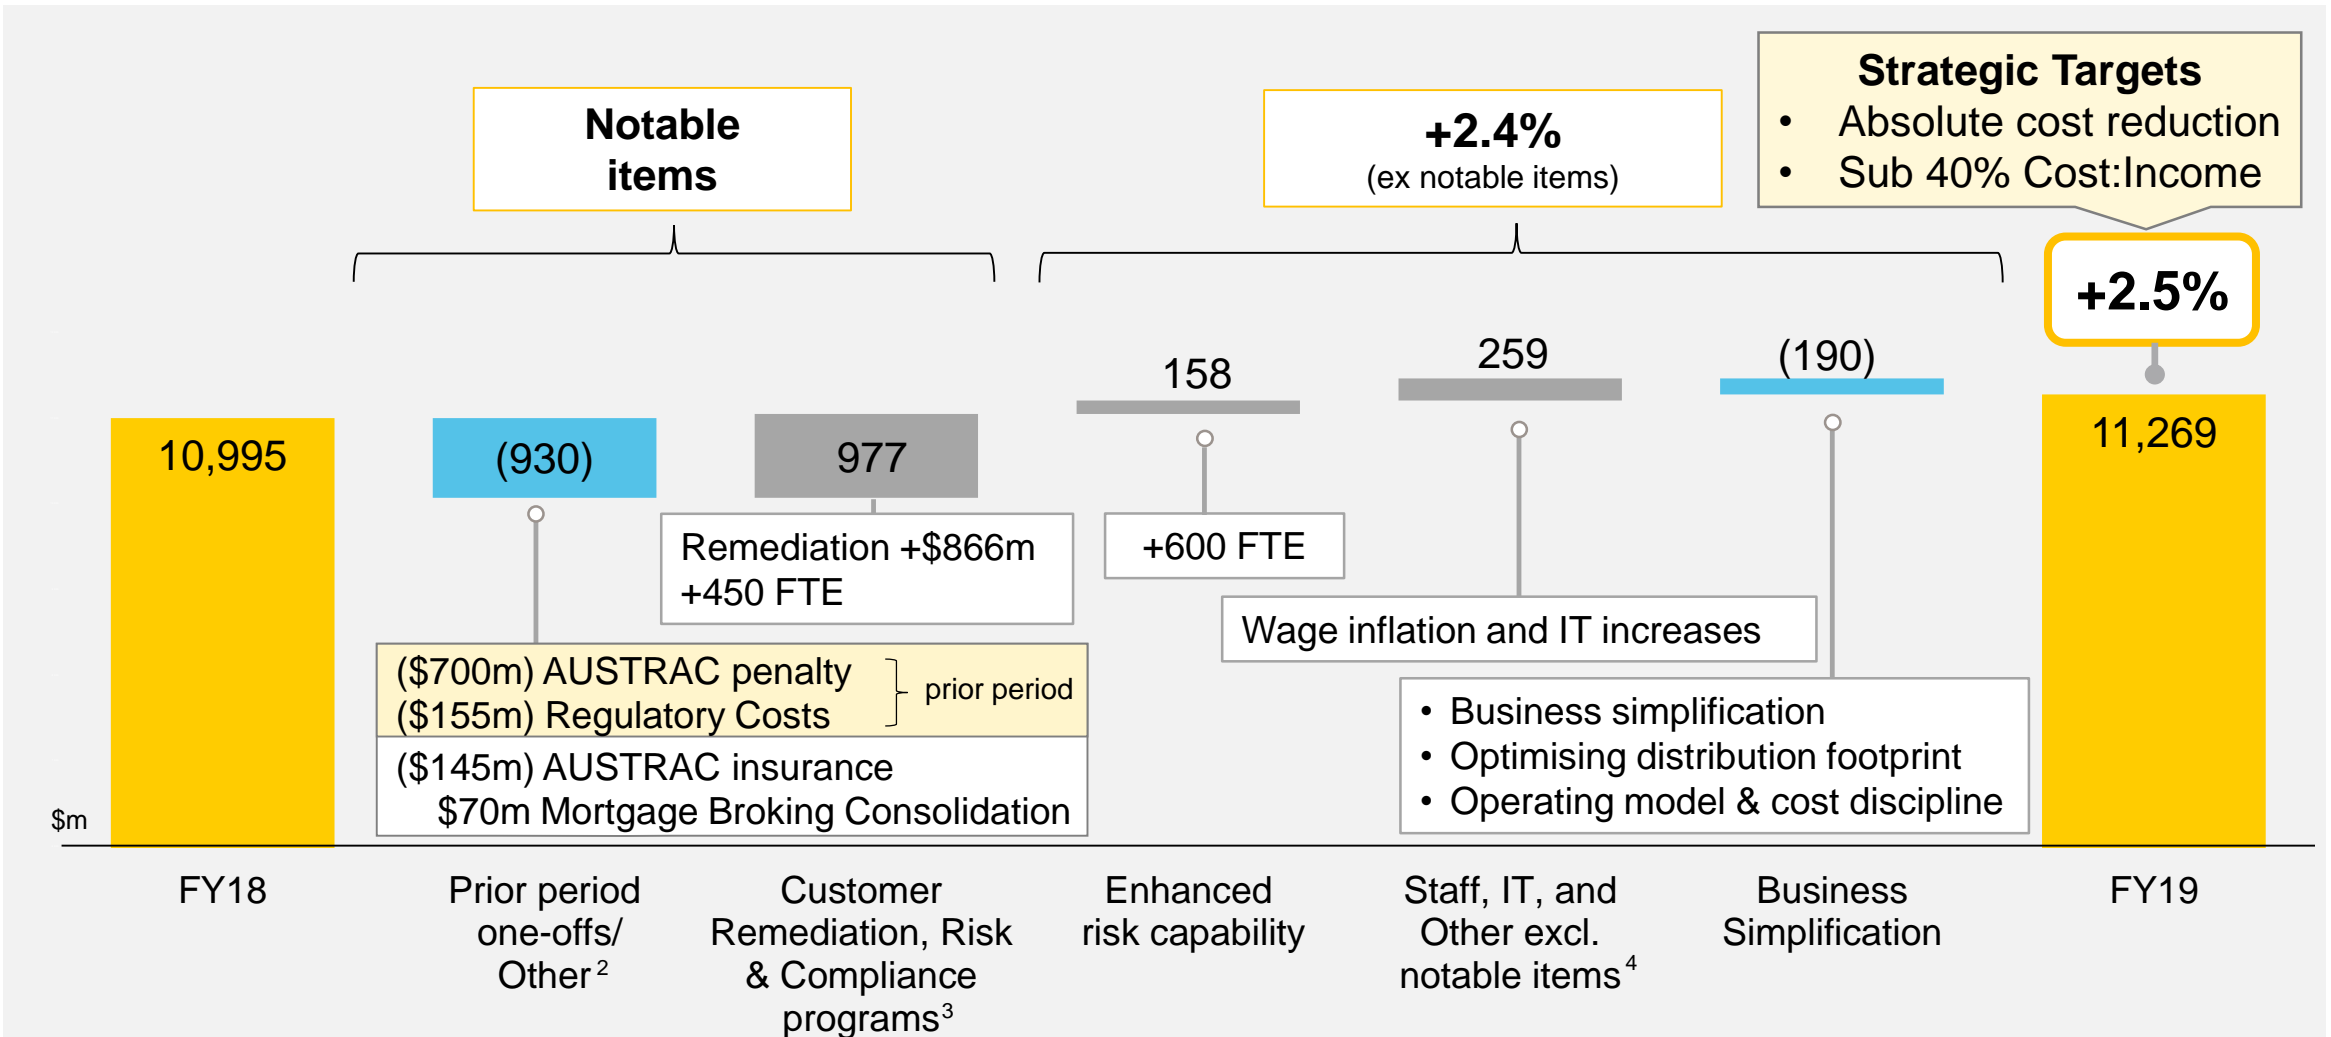 Strategic Targets
• Absolute cost reduction
• Sub 40% Cost:Income
Notable
items
+2.4%
(ex notable items)
+2.5%
10,995
(930)
977
158
259
(190)
11,269
Remediation +$866m
+450 FTE
+600 FTE
Wage inflation and IT increases
($700m) AUSTRAC penalty
($155m) Regulatory Costs
prior period
($145m) AUSTRAC insurance
$70m Mortgage Broking Consolidation
• Business simplification
• Optimising distribution footprint
• Operating model & cost discipline
$m
FY18
Prior period
one-offs/
Other 2
Customer
Remediation, Risk
& Compliance
programs3
Enhanced
risk capability
Staff, IT, and
Other excl.
notable items 4
Business
Simplification
FY19